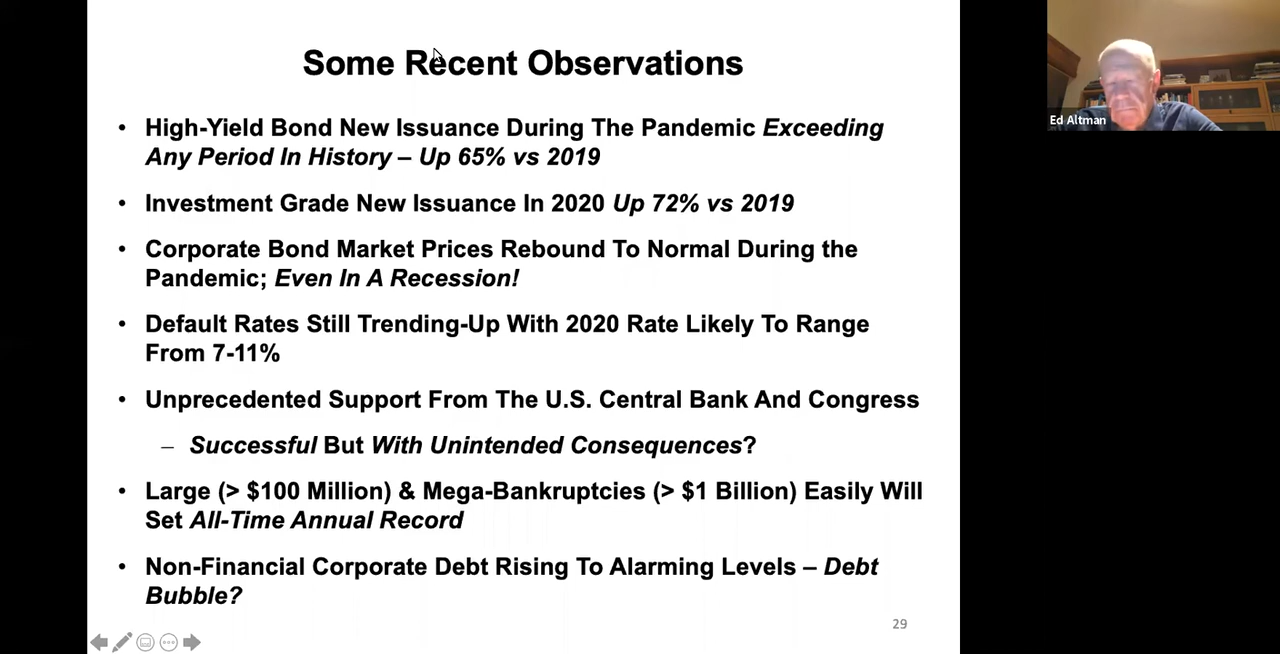 Some Recent Observations
• High-Yield Bond New Issuance During The Pandemic Exceeding
Any Period In History – Up 65% vs 2019
• Investment Grade New Issuance In 2020 Up 72% vs 2019
• Corporate Bond Market Prices Rebound To Normal During the
Pandemic; Even In A Recession!
• Default Rates Still Trending-Up With 2020 Rate Likely To Range
From 7-11%
• Unprecedented Support From The U.S. Central Bank And Congress
– Successful But With Unintended Consequences?
• Large (> $100 Million) & Mega-Bankruptcies (> $1 Billion) Easily Will
Set All-Time Annual Record
• Non-Financial Corporate Debt Rising To Alarming Levels – Debt
Bubble?
29
Ed Altman